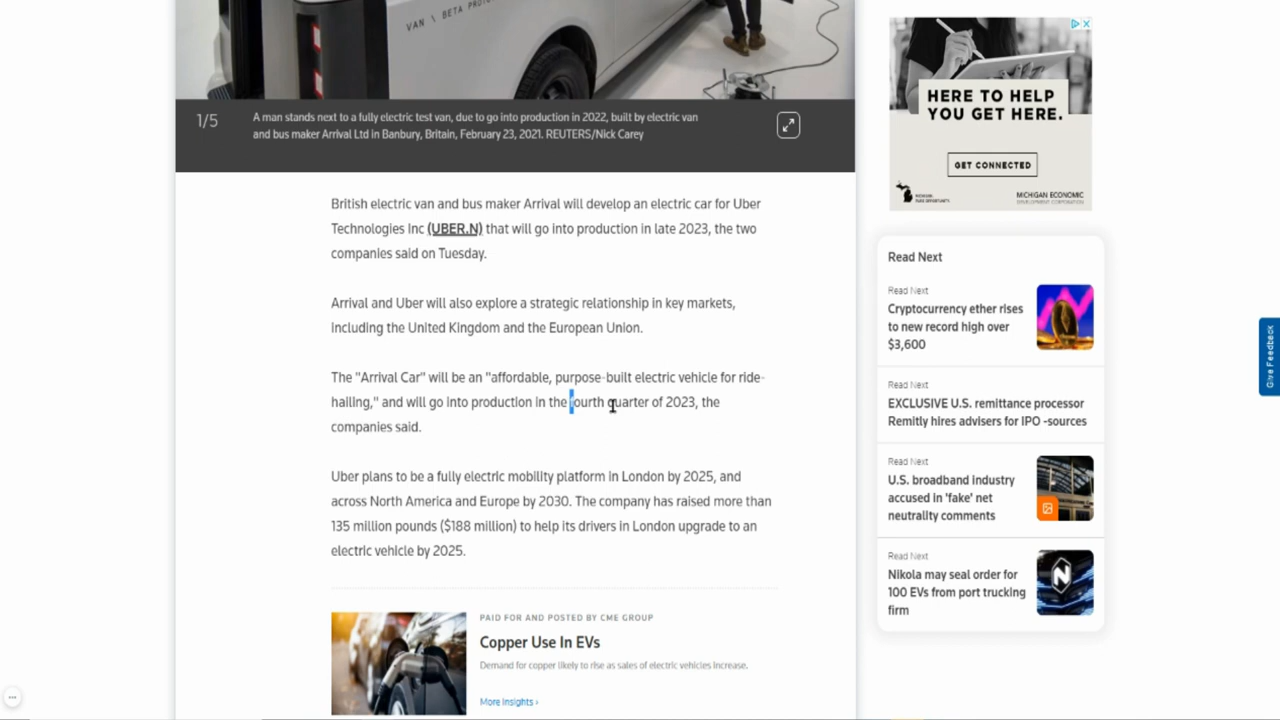 VAN \ BETA
1/5
A man stands next to a fully electric test van, due to go into production in 2022, built by electric van
and bus maker Arrival Ltd in Banbury, Britain, February 23, 2021. REUTERS/Nick Carey
British electric van and bus maker Arrival will develop an electric car for Uber
Technologies Inc (UBER.N) that will go into production in late 2023, the two
companies said on Tuesday.
Arrival and Uber will also explore a strategic relationship in key markets,
including the United Kingdom and the European Union.
The "Arrival Car" will be an "affordable, purpose-built electric vehicle for ride-
hailing," and will go into production in the fourth quarter of 2023, the
companies said.
Uber plans to be a fully electric mobility platform in London by 2025, and
across North America and Europe by 2030. The company has raised more than
135 million pounds ($188 million) to help its drivers in London upgrade to an
electric vehicle by 2025.
PAID FOR AND POSTED BY CME GROUP
Copper Use In EVs
Demand for copper likely to rise as sales of electric vehicles increase.
More Insights ›
HERE TO HELP
YOU GET HERE.
GET CONNECTED
MICHIGAN ECONOMIC
DEVELOPMENT CORPORATION
Read Next
Read Next
Cryptocurrency ether rises
to new record high over
$3,600
Read Next
EXCLUSIVE U.S. remittance processor
Remitly hires advisers for IPO -sources
Read Next
U.S. broadband industry
accused in 'fake' net
neutrality comments
Read Next
Nikola may seal order for
100 EVs from port trucking
firm
Give Feedback